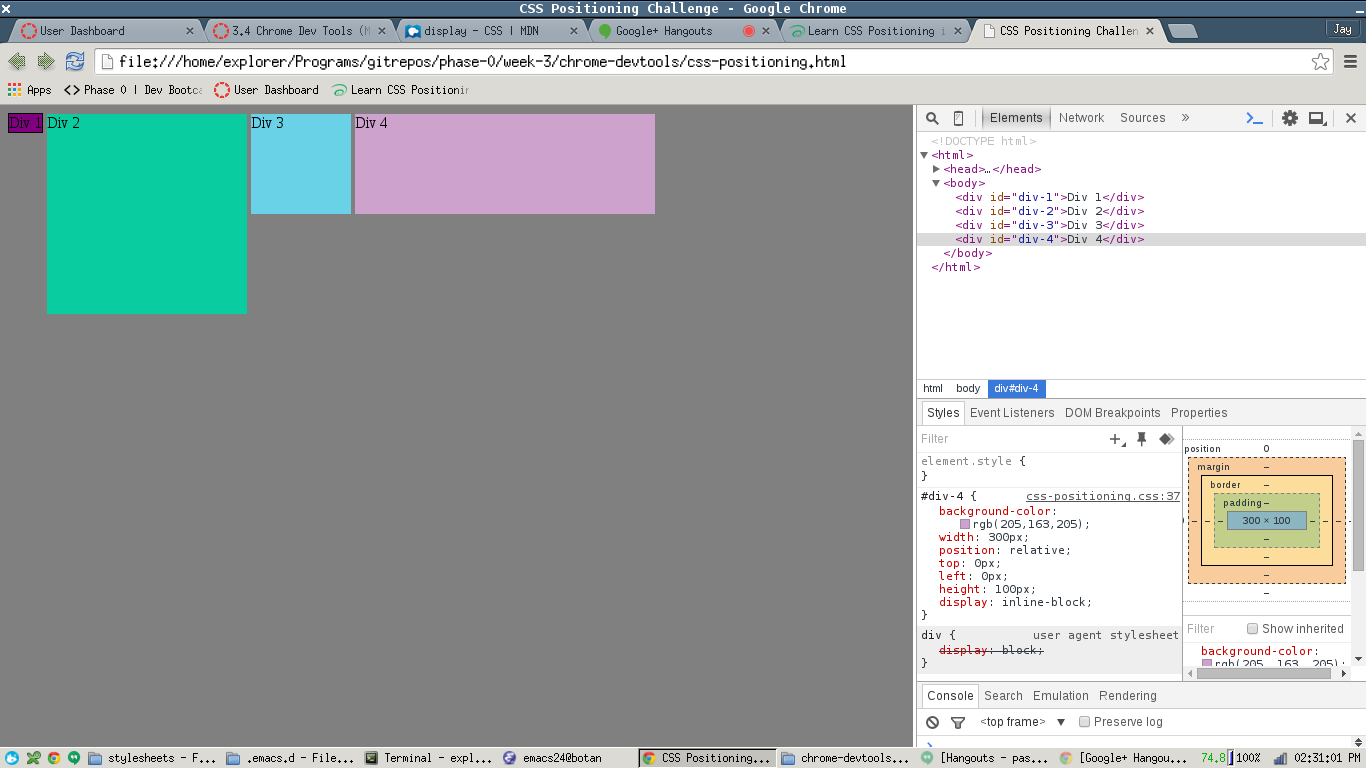 CSS Positioning Challenge - Google Chrome
User Dashboard
3.4 Chrome Dev Tools (M
display - CSS | MDN
Google+ Hangouts
Learn CSS Positioning i
CSS Positioning Challen
Jay
file:///home/explorer/Programs/gitrepos/phase-0/week-3/chrome-devtools/css-positioning.html
Apps
<> Phase 0 | Dev Bootca
User Dashboard
Learn CSS Positionin
Div 1
Div 2
Div 3
Div 4
Elements Network Sources »
<!DOCTYPE html>
▼<html>
▶<head>…</head>
▼<body>
<div id="div-1">Div 1</div>
<div id="div-2">Div 2</div>
<div id="div-3">Div 3</div>
<div id="div-4">Div 4</div>
</body>
</html>
html body div#div-4
Styles Event Listeners DOM Breakpoints Properties
Filter
element.style {
}
#div-4 { css-positioning.css:37
background-color:
rgb(205,163,205);
width: 300px;
position: relative;
top: 0px;
left: 0px;
height: 100px;
display: inline-block;
}
div { user agent stylesheet
display: block;
}
position 0
margin –
border –
padding –
– – – 300 × 100 – – –
–
–
–
–
Filter Show inherited
background-color:
rgb(205, 163, 205);
Console Search Emulation Rendering
<top frame> ▼ Preserve log
stylesheets - F...
.emacs.d - File...
Terminal - expl...
emacs24@botan
CSS Positioning...
chrome-devtools...
[Hangouts - pas...
[Google+ Hangou...
74.8
100%
02:31:01 PM